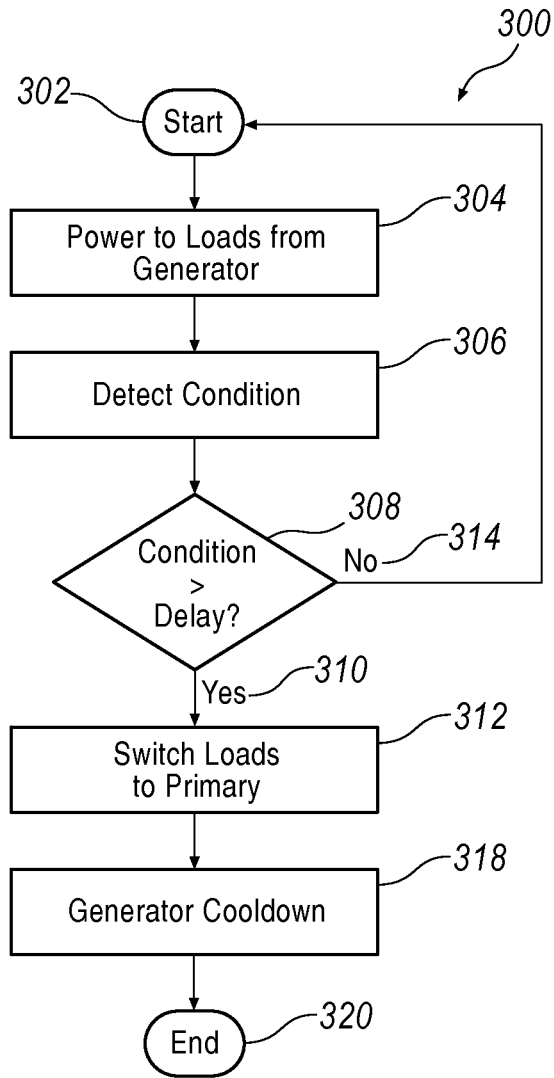 300
302
Start
304
Power to Loads from
Generator
306
Detect Condition
308
Condition
>
Delay?
No
314
Yes
310
312
Switch Loads
to Primary
318
Generator Cooldown
320
End